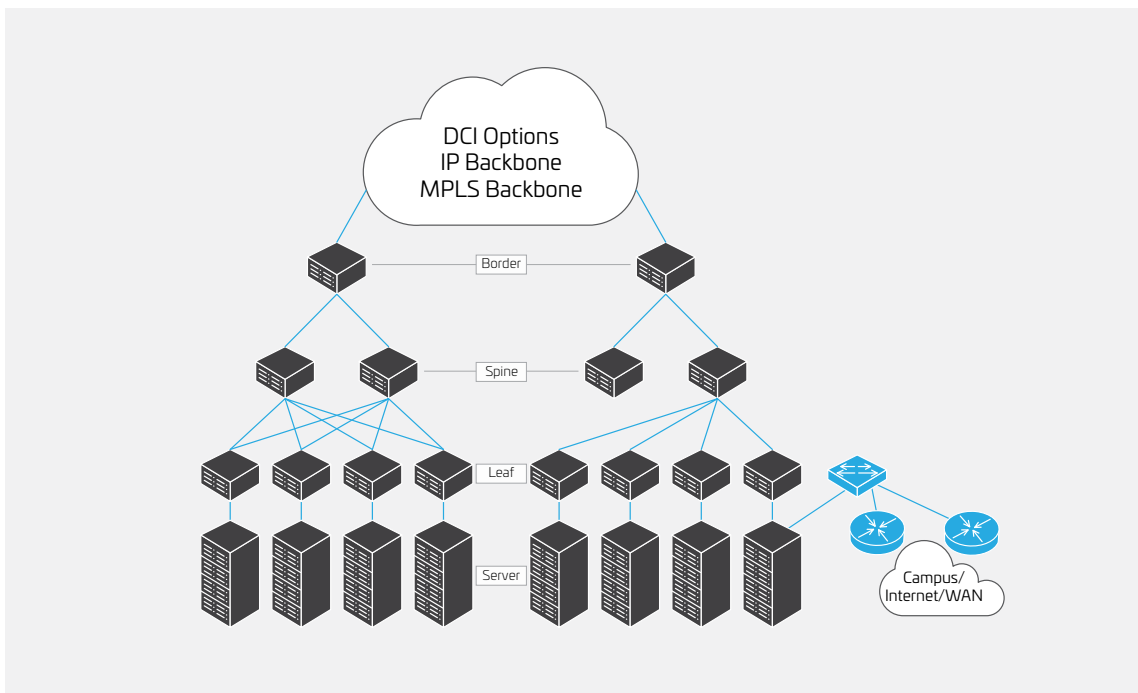 DCI Options
IP Backbone
MPLS Backbone
Border
Spine
Leaf
Server
Campus/
Internet/WAN